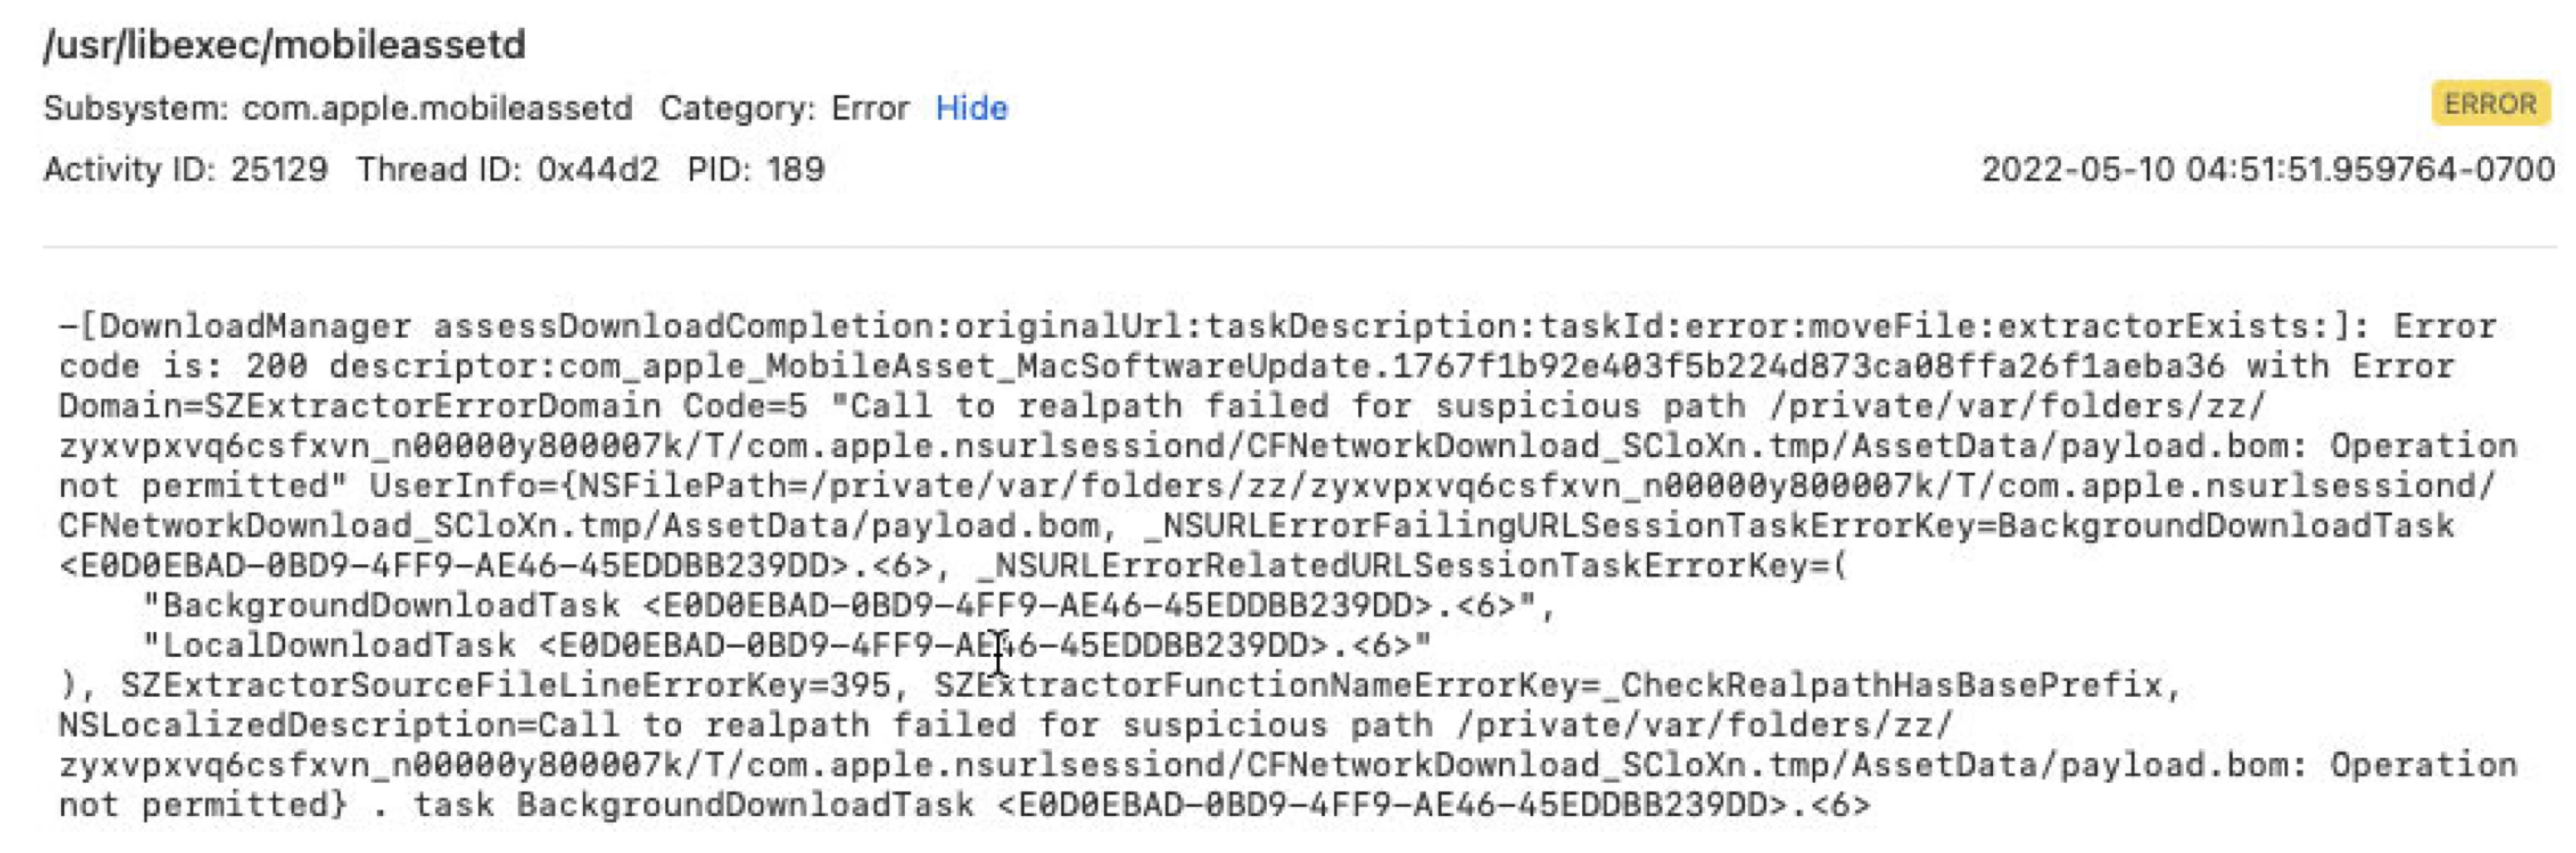 /usr/libexec/mobileassetd
Subsystem: com.apple.mobileassetd Category: Error Hide
ERROR
Activity ID: 25129 Thread ID: 0x44d2 PID: 189
2022-05-10 04:51:51.959764-0700
-[DownloadManager assessDownloadCompletion:originalUrl:taskDescription:taskId:error:moveFile:extractorExists:]: Error
code is: 200 descriptor:com_apple_MobileAsset_MacSoftwareUpdate.1767f1b92e403f5b224d873ca08ffa26f1aeba36 with Error
Domain=SZExtractorErrorDomain Code=5 "Call to realpath failed for suspicious path /private/var/folders/zz/
zyxvpxvq6csfxvn_n00000y800007k/T/com.apple.nsurlsessiond/CFNetworkDownload_SCloXn.tmp/AssetData/payload.bom: Operation
not permitted" UserInfo={NSFilePath=/private/var/folders/zz/zyxvpxvq6csfxvn_n00000y800007k/T/com.apple.nsurlsessiond/
CFNetworkDownload_SCloXn.tmp/AssetData/payload.bom, _NSURLErrorFailingURLSessionTaskErrorKey=BackgroundDownloadTask
<E0D0EBAD-0BD9-4FF9-AE46-45EDDBB239DD>.<6>, _NSURLErrorRelatedURLSessionTaskErrorKey=(
"BackgroundDownloadTask <E0D0EBAD-0BD9-4FF9-AE46-45EDDBB239DD>.<6>",
"LocalDownloadTask <E0D0EBAD-0BD9-4FF9-AE46-45EDDBB239DD>.<6>"
), SZExtractorSourceFileLineErrorKey=395, SZExtractorFunctionNameErrorKey=_CheckRealpathHasBasePrefix,
NSLocalizedDescription=Call to realpath failed for suspicious path /private/var/folders/zz/
zyxvpxvq6csfxvn_n00000y800007k/T/com.apple.nsurlsessiond/CFNetworkDownload_SCloXn.tmp/AssetData/payload.bom: Operation
not permitted} . task BackgroundDownloadTask <E0D0EBAD-0BD9-4FF9-AE46-45EDDBB239DD>.<6>